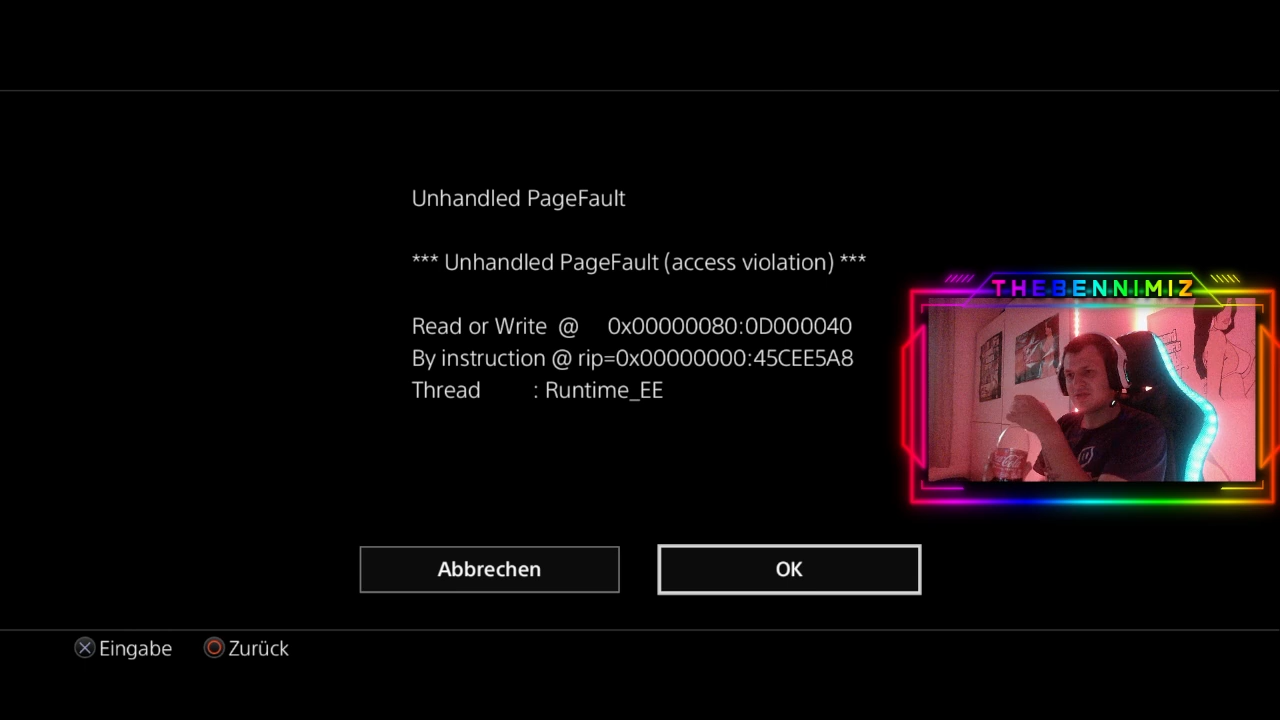 Unhandled PageFault
*** Unhandled PageFault (access violation) ***
Read or Write @ 0x00000080:0D000040
By instruction @ rip=0x00000000:45CEE5A8
Thread : Runtime_EE
THEBENNIMIZ
Abbrechen
OK
Eingabe
Zurück